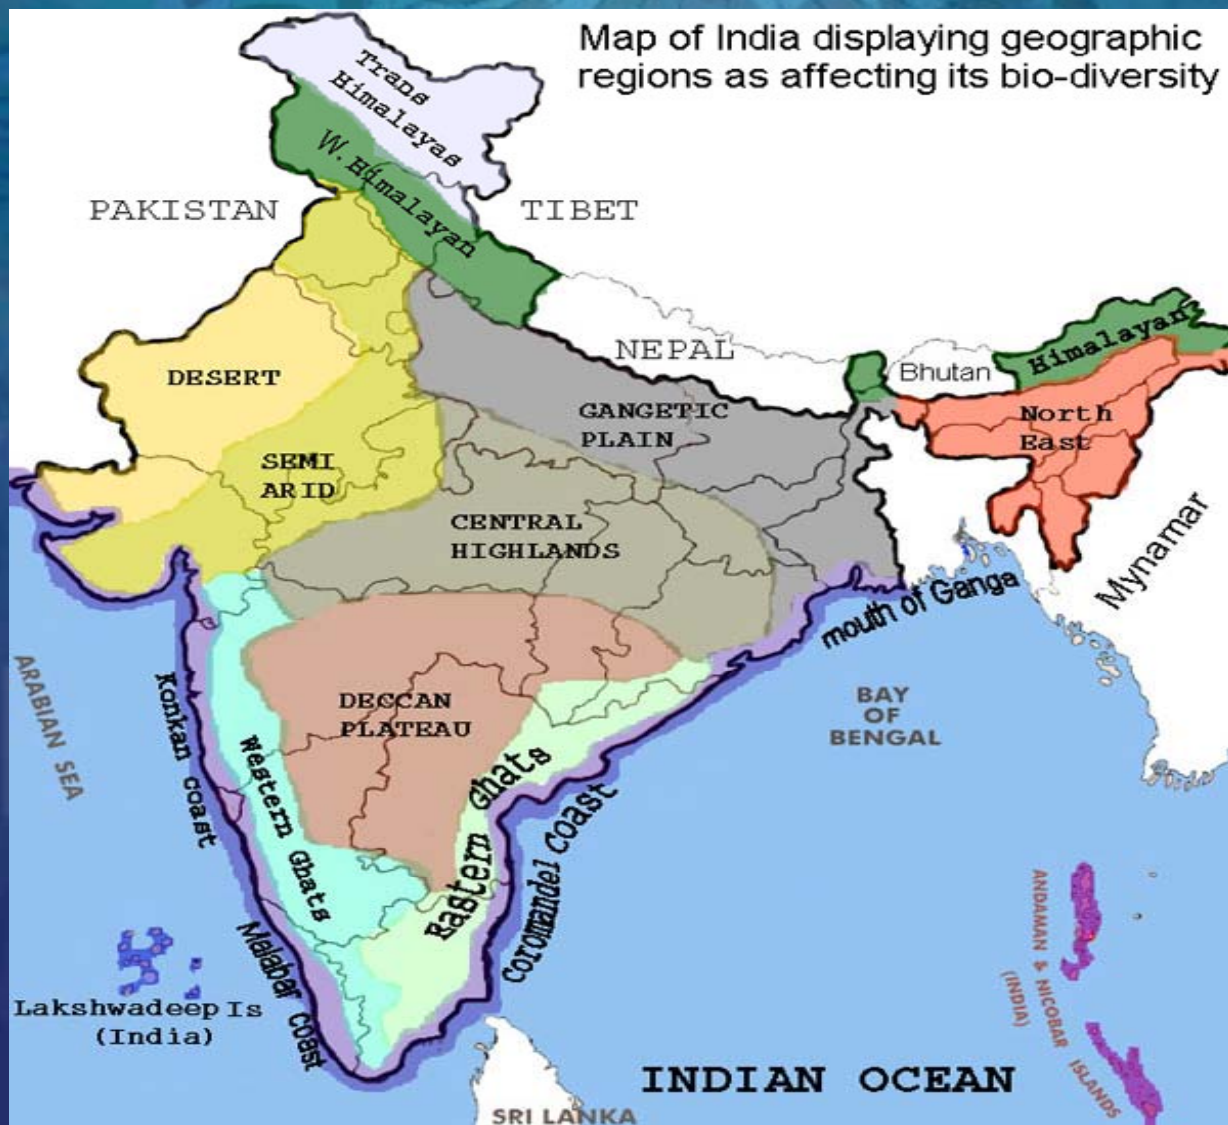 Map of India displaying geographic
regions as affecting its bio-diversity
Trans
Himalayas
W. Himalayan
PAKISTAN
TIBET
NEPAL
Bhutan
Himalayan
DESERT
GANGETIC
PLAIN
North
East
SEMI
ARID
CENTRAL
HIGHLANDS
Mynamar
mouth of Ganga
ARABIAN SEA
Konkan coast
DECCAN
PLATEAU
BAY
OF
BENGAL
Western Ghats
Eastern Ghats
Coromandel Coast
Malabar coast
Lakshwadeep Is
(India)
ANDAMAN & NICOBAR ISLANDS
(INDIA)
INDIAN OCEAN
SRI LANKA